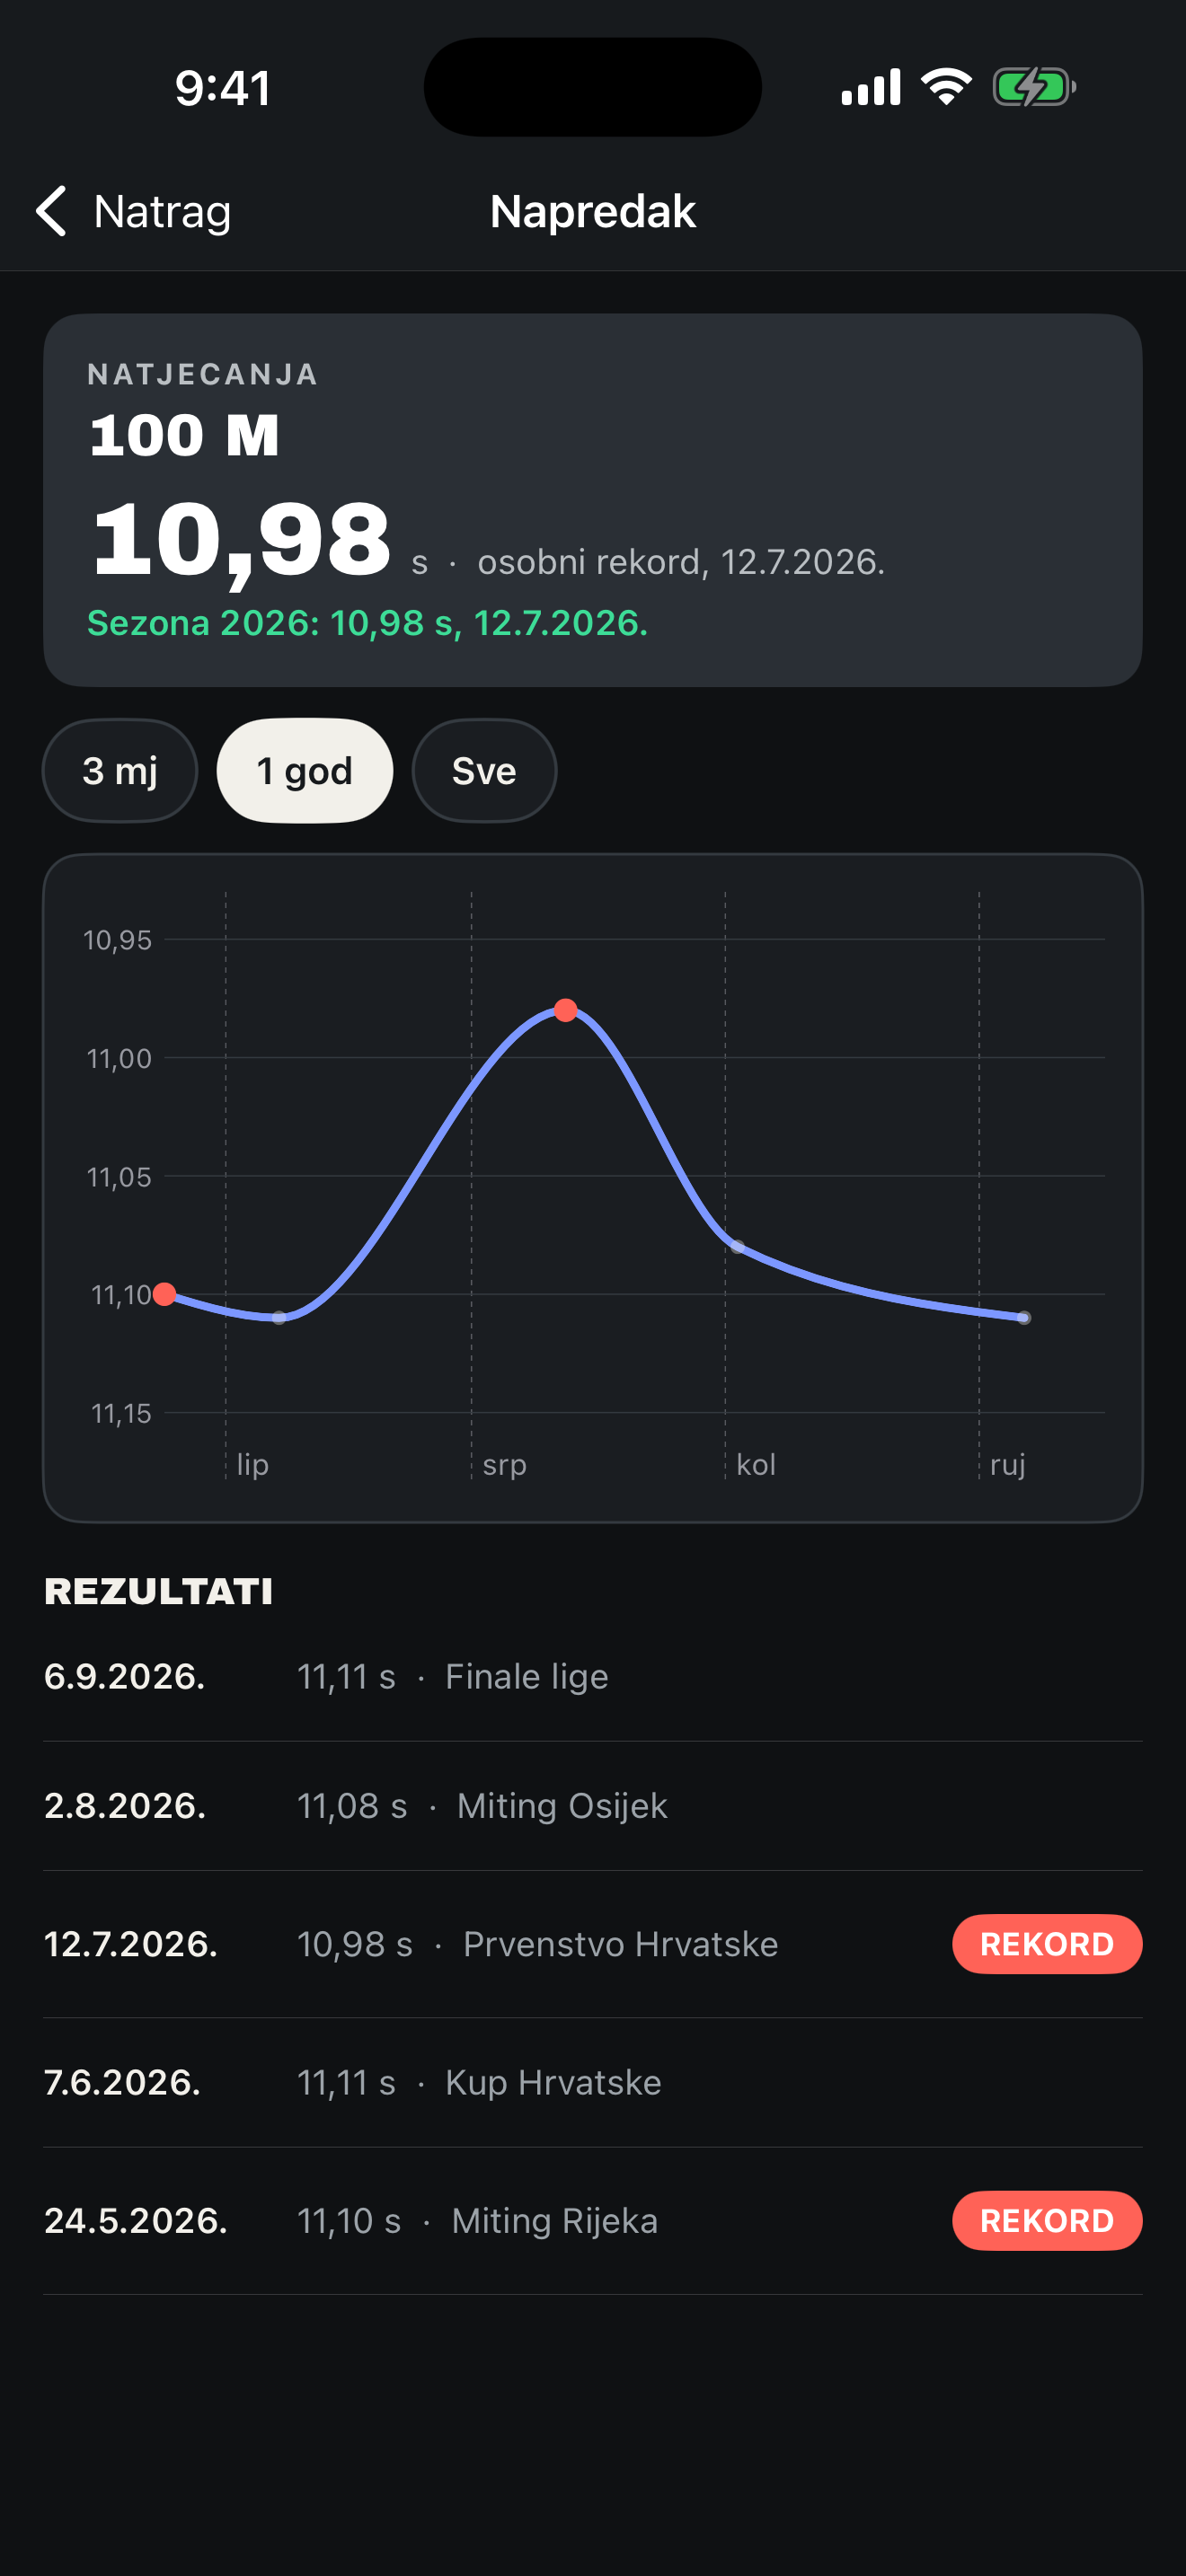 9:41
Natrag
Napredak
NATJECANJA
100 M
10,98 s · osobni rekord, 12.7.2026.
Sezona 2026: 10,98 s, 12.7.2026.
3 mj
1 god
Sve
10,95
11,00
11,05
11,10
11,15
lip
srp
kol
ruj
REZULTATI
6.9.2026. 11,11 s · Finale lige
2.8.2026. 11,08 s · Miting Osijek
12.7.2026. 10,98 s · Prvenstvo Hrvatske REKORD
7.6.2026. 11,11 s · Kup Hrvatske
24.5.2026. 11,10 s · Miting Rijeka REKORD